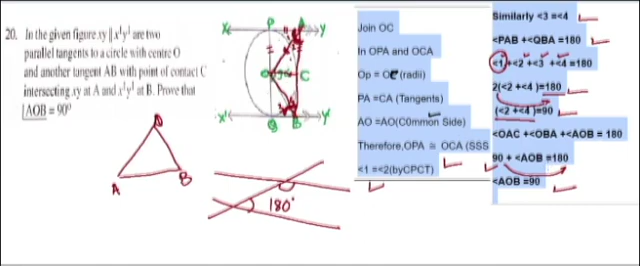 20. In the given figure xy || x'y' are two
parallel tangents to a circle with centre O
and another tangent AB with point of contact C
intersecting xy at A and x'y' at B. Prove that
∠AOB = 90°
X
P
A
Y
O
C
X'
Q
B
Y'
O
A
B
180°
Join OC
In OPA and OCA
Op = OC (radii)
PA =CA (Tangents)
AO =AO(C0mmon Side)
Therefore,OPA ≅ OCA (SSS
<1 =<2(byCPCT)
Similarly <3 =<4
<PAB +<QBA =180
<1 +<2 +<3 +<4 =180
2(<2 +<4 )=180
(<2 +<4 )=90
<OAC +<OBA +<AOB = 180
90 + <AOB =180
<AOB =90